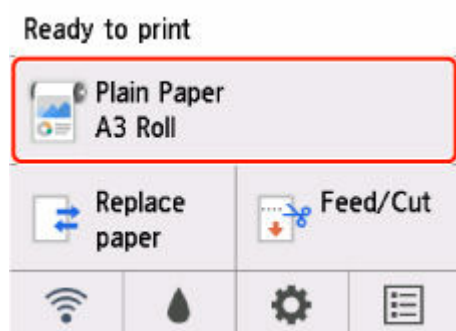 Ready to print
Plain Paper
A3 Roll
Replace
paper
Feed/Cut